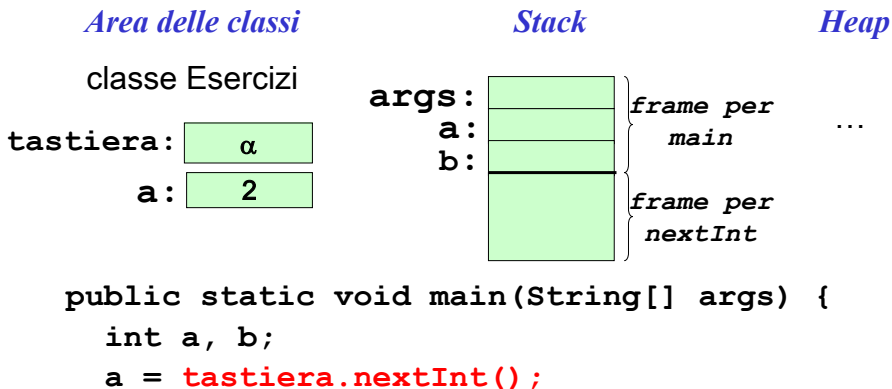 Area delle classi Stack Heap
classe Esercizi
tastiera: α
a: 2
args:
a:
b:
frame per
main
frame per
nextInt
...
public static void main(String[] args) {
int a, b;
a = tastiera.nextInt();